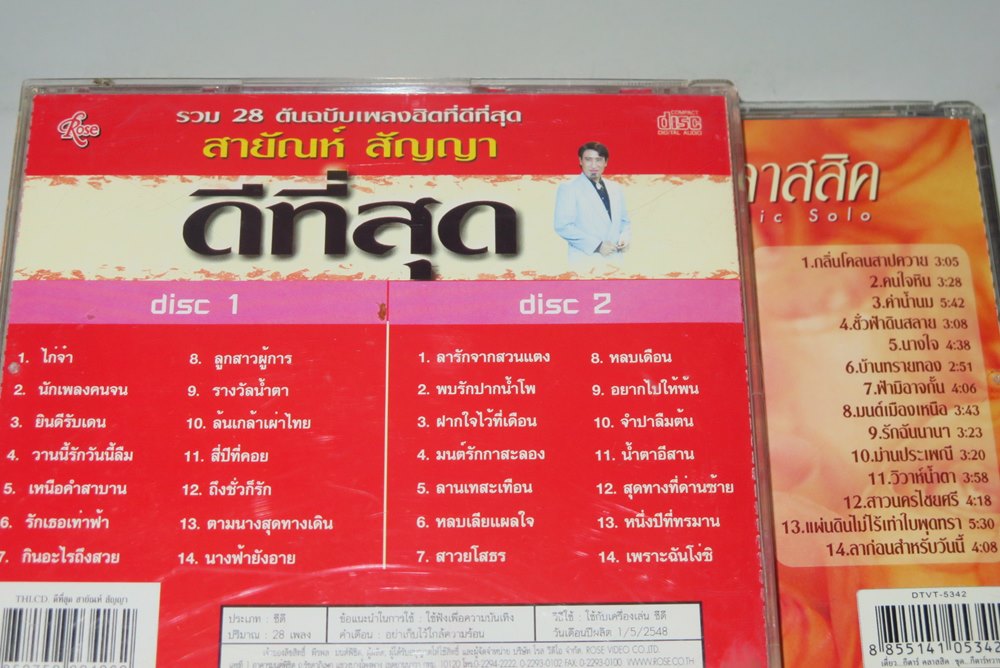 Rose
รวม 28 ต้นฉบับเพลงฮิตที่ดีที่สุด
COMPACT
disc
DIGITAL AUDIO
สายัณห์ สัญญา
ดีที่สุด
disc 1
disc 2
1. ไก่จ๋า
2. นักเพลงคนจน
3. ยินดีรับเดน
4. วานนี้รักวันนี้ลืม
5. เหนือคำสาบาน
6. รักเธอเท่าฟ้า
7. กินอะไรถึงสวย
8. ลูกสาวผู้การ
9. รางวัลน้ำตา
10. ล้นเกล้าเผ่าไทย
11. สี่ปีที่คอย
12. ถึงชั่วก็รัก
13. ตามนางสุดทางเดิน
14. นางฟ้ายังอาย
1. ลารักจากสวนแตง
2. พบรักปากน้ำโพ
3. ฝากใจไว้ที่เดือน
4. มนต์รักกาสะลอง
5. ลานเทสะเทือน
6. หลบเลียแผลใจ
7. สาวยโสธร
8. หลบเดือน
9. อยากไปให้พ้น
10. จำปาลืมต้น
11. น้ำตาอีสาน
12. สุดทางที่ด่านช้าย
13. หนึ่งปีที่ทรมาน
14. เพราะฉันโง่ซิ
THI.CD. ดีที่สุด สายัณห์ สัญญา
ประเภท : ซีดี
ปริมาณ : 28 เพลง
ข้อแนะนำในการใช้ : ใช้ฟังเพื่อความบันเทิง
คำเตือน : อย่าเก็บไว้ใกล้ความร้อน
วิธีใช้ : ใช้กับเครื่องเล่น ซีดี
วันเดือนปีผลิต 1/5/2548
ROSE VIDEO CO.,LTD.
10120 โทร. 0-2294-2222, 0-2293-0102 FAX. 0-2293-0100 WWW.ROSE.CO.TH
ลาสสิค
ic Solo
1.กลิ่นโคลนสาปควาย 3:05
2.คนใจหิน 3:28
3.ค่าน้ำนม 5:42
4.ชั่วฟ้าดินสลาย 3:08
5.นางใจ 4:38
6.บ้านทรายทอง 2:51
7.ฟ้ามิอาจกั้น 4:06
8.มนต์เมืองเหนือ 3:43
9.รักฉันนานา 3:23
10.ม่านประเพณี 3:20
11.วิวาห์น้ำตา 3:58
12.สาวนครไชยศรี 4:18
13.แผ่นดินไม่ไร้เท่าใบพุทรา 5:30
14.ลาก่อนสำหรับวันนี้ 4:08
DTVT-5342
8 855141 05342